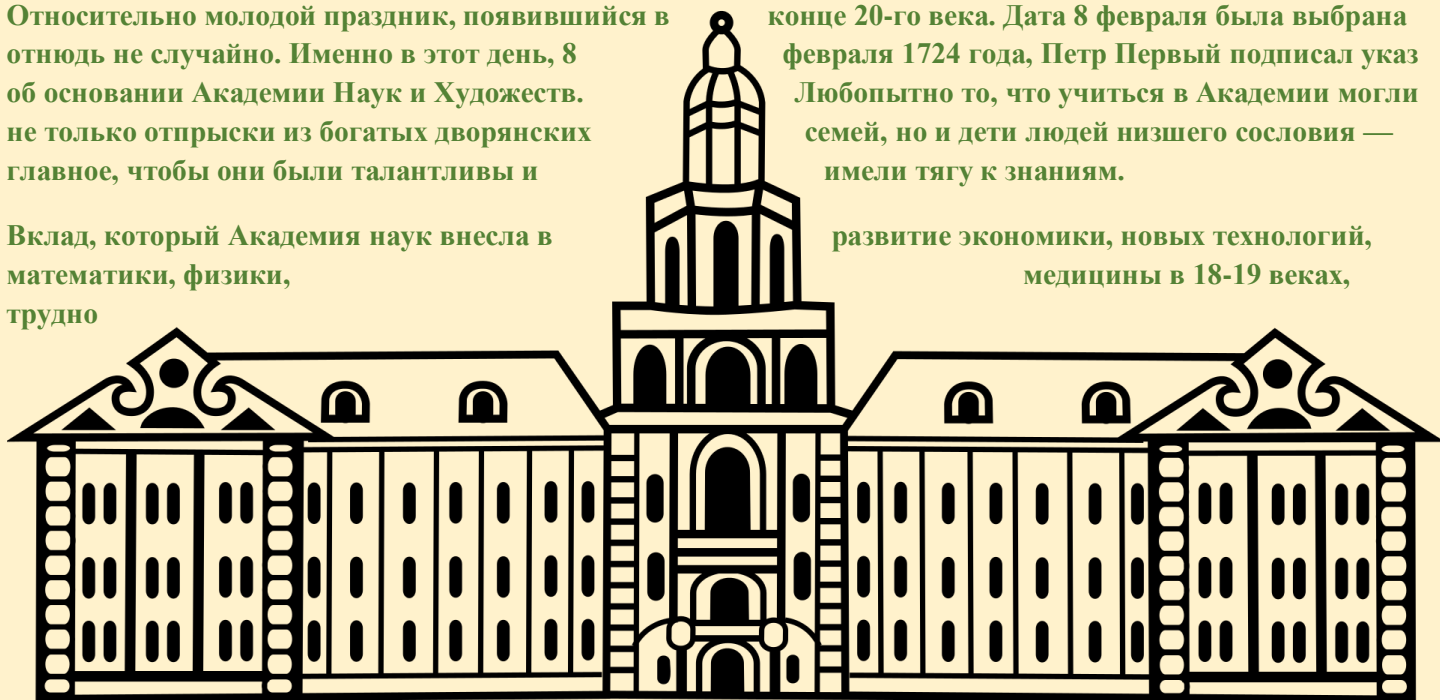 Относительно молодой праздник, появившийся в конце 20-го века. Дата 8 февраля была выбрана
отнюдь не случайно. Именно в этот день, 8 февраля 1724 года, Петр Первый подписал указ
об основании Академии Наук и Художеств. Любопытно то, что учиться в Академии могли
не только отпрыски из богатых дворянских семей, но и дети людей низшего сословия —
главное, чтобы они были талантливы и имели тягу к знаниям.
Вклад, который Академия наук внесла в развитие экономики, новых технологий,
математики, физики, медицины в 18-19 веках,
трудно